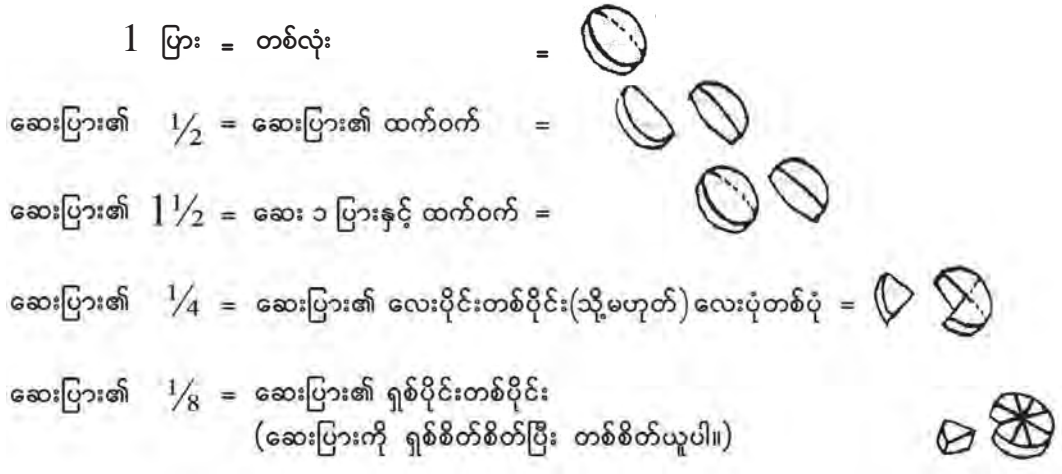 1 ပြား = တစ်လုံး =
ဆေးပြား၏ 1/2 = ဆေးပြား၏ ထက်ဝက် =
ဆေးပြား၏ 1 1/2 = ဆေး ၁ ပြားနှင့် ထက်ဝက် =
ဆေးပြား၏ 1/4 = ဆေးပြား၏ လေးပိုင်းတစ်ပိုင်း(သို့မဟုတ်) လေးပုံတစ်ပုံ =
ဆေးပြား၏ 1/8 = ဆေးပြား၏ ရှစ်ပိုင်းတစ်ပိုင်း
(ဆေးပြားကို ရှစ်စိတ်စိတ်ပြီး တစ်စိတ်ယူပါ။)